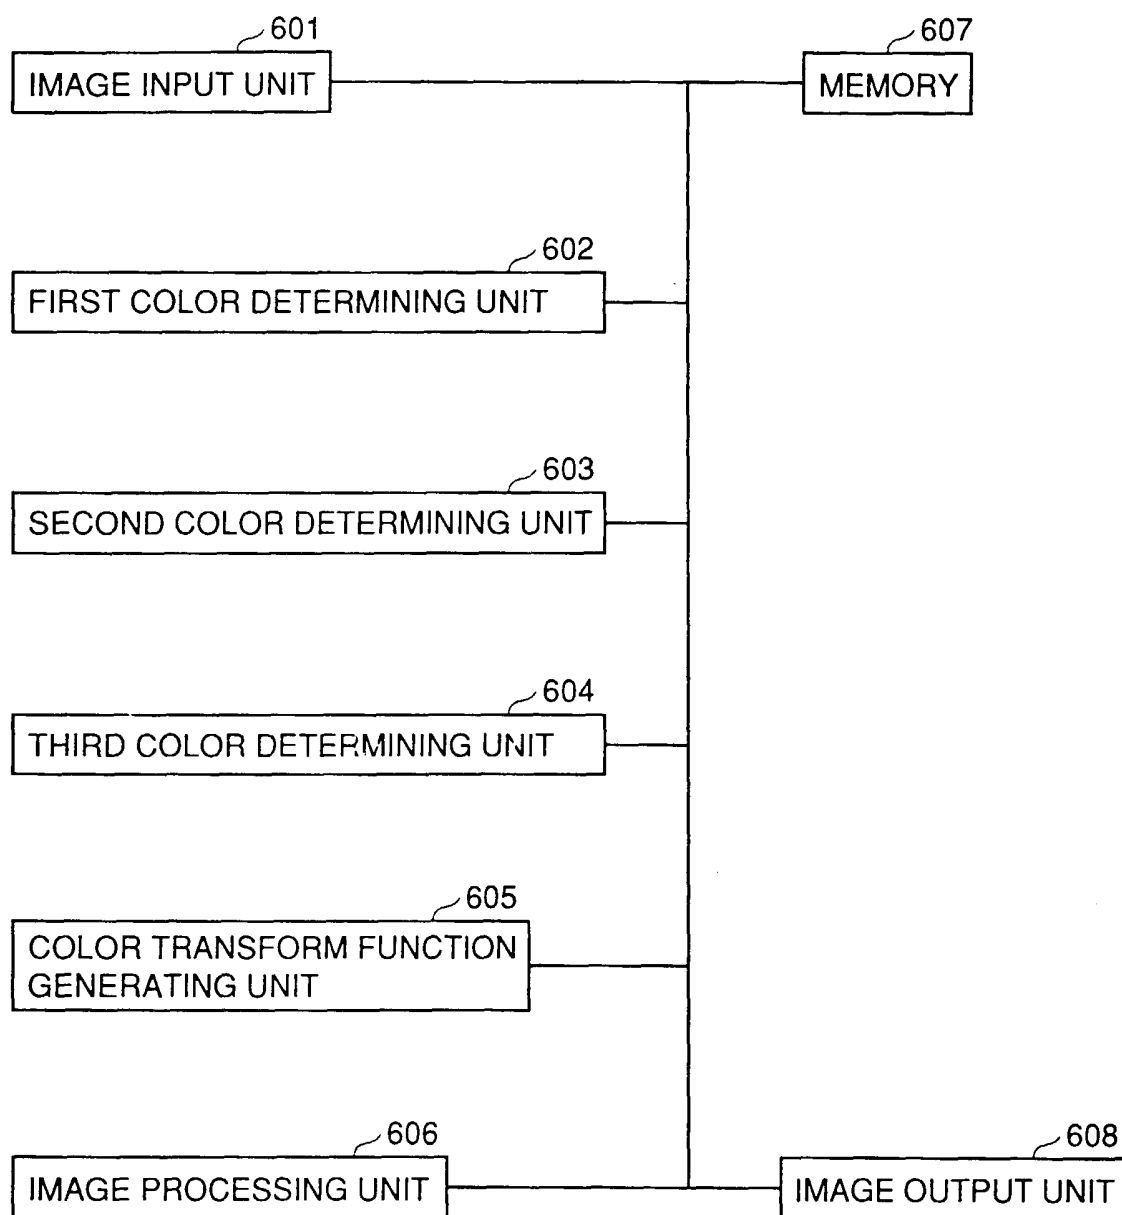 601
IMAGE INPUT UNIT
607
MEMORY
602
FIRST COLOR DETERMINING UNIT
603
SECOND COLOR DETERMINING UNIT
604
THIRD COLOR DETERMINING UNIT
605
COLOR TRANSFORM FUNCTION
GENERATING UNIT
606
IMAGE PROCESSING UNIT
608
IMAGE OUTPUT UNIT